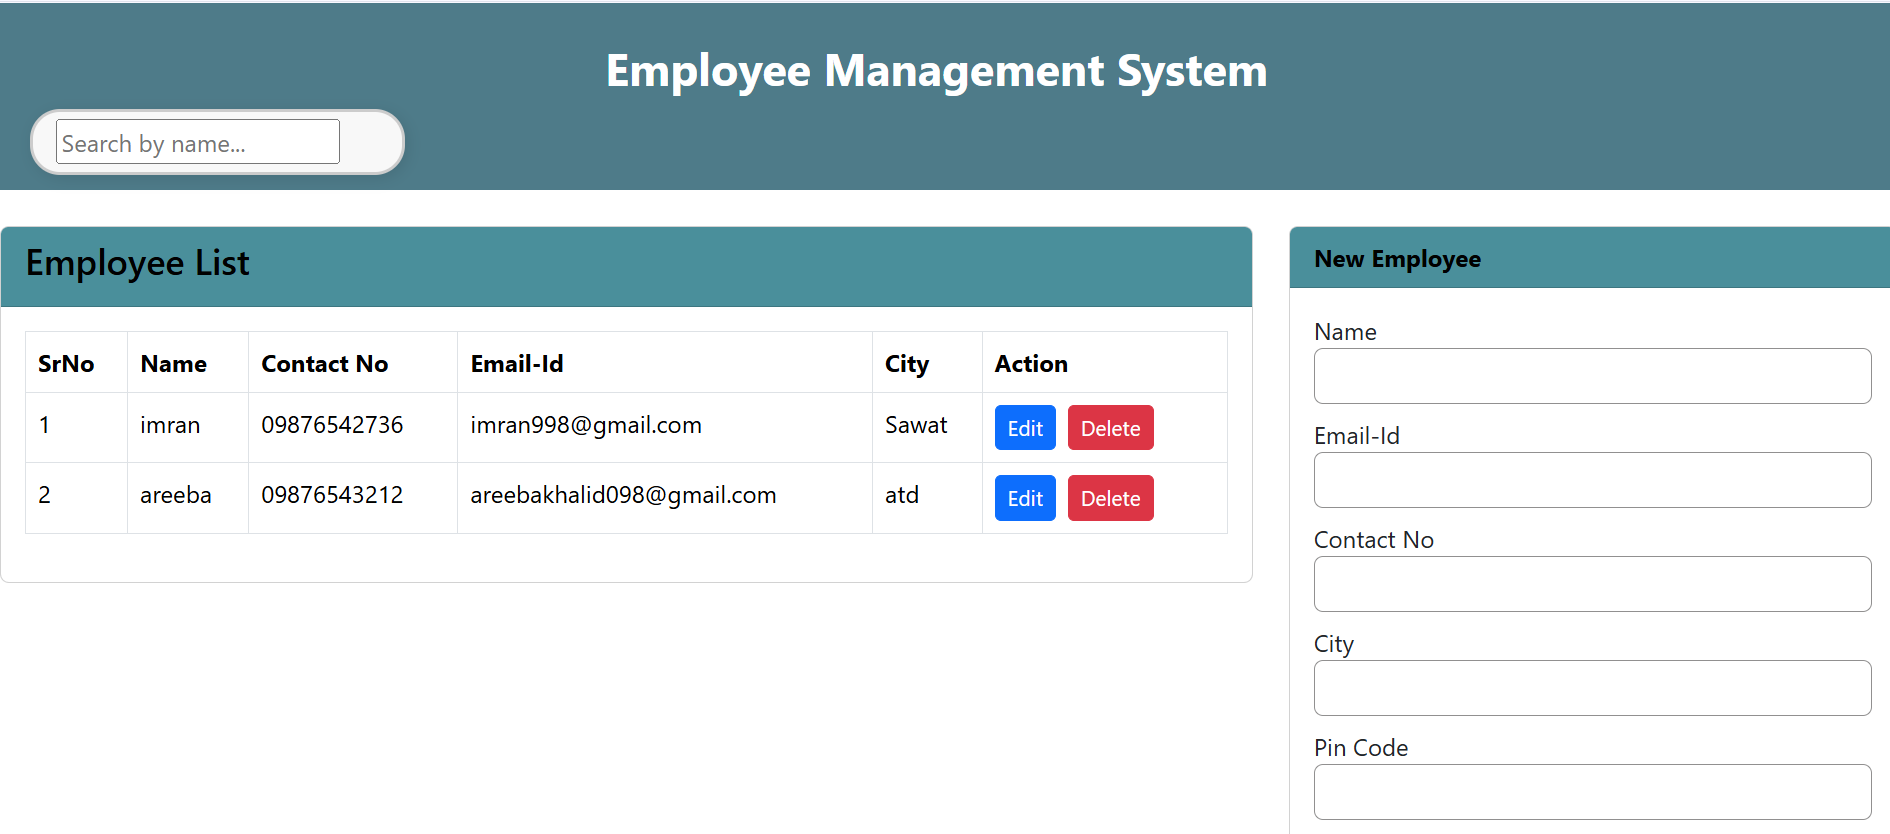 Employee Management System
Search by name...
Employee List
SrNo Name Contact No Email-Id City Action
1 imran 09876542736 imran998@gmail.com Sawat Edit Delete
2 areeba 09876543212 areebakhalid098@gmail.com atd Edit Delete
New Employee
Name
Email-Id
Contact No
City
Pin Code